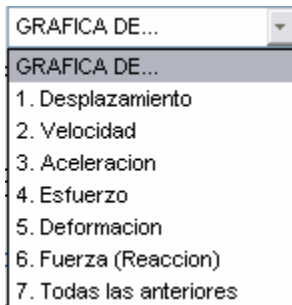 GRAFICA DE...
GRAFICA DE...
1. Desplazamiento
2. Velocidad
3. Aceleracion
4. Esfuerzo
5. Deformacion
6. Fuerza (Reaccion)
7. Todas las anteriores